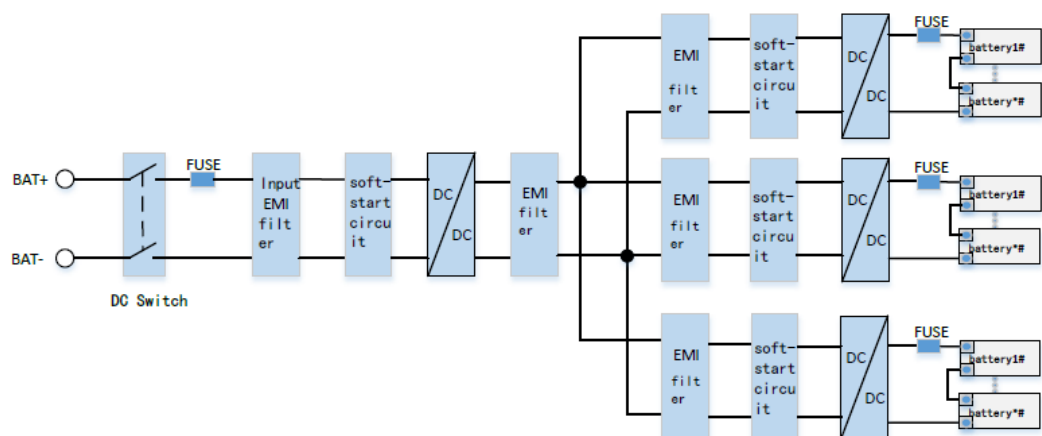 FUSE
EMI
filt
er
soft-
start
circu
it
DC
DC
battery1#
battery*#
BAT+
BAT-
DC Switch
FUSE
Input
EMI
filt
er
soft-
start
circu
it
DC
DC
EMI
filt
er
EMI
filt
er
soft-
start
circu
it
DC
DC
FUSE
battery1#
battery*#
EMI
filt
er
soft-
start
circu
it
DC
DC
FUSE
battery1#
battery*#